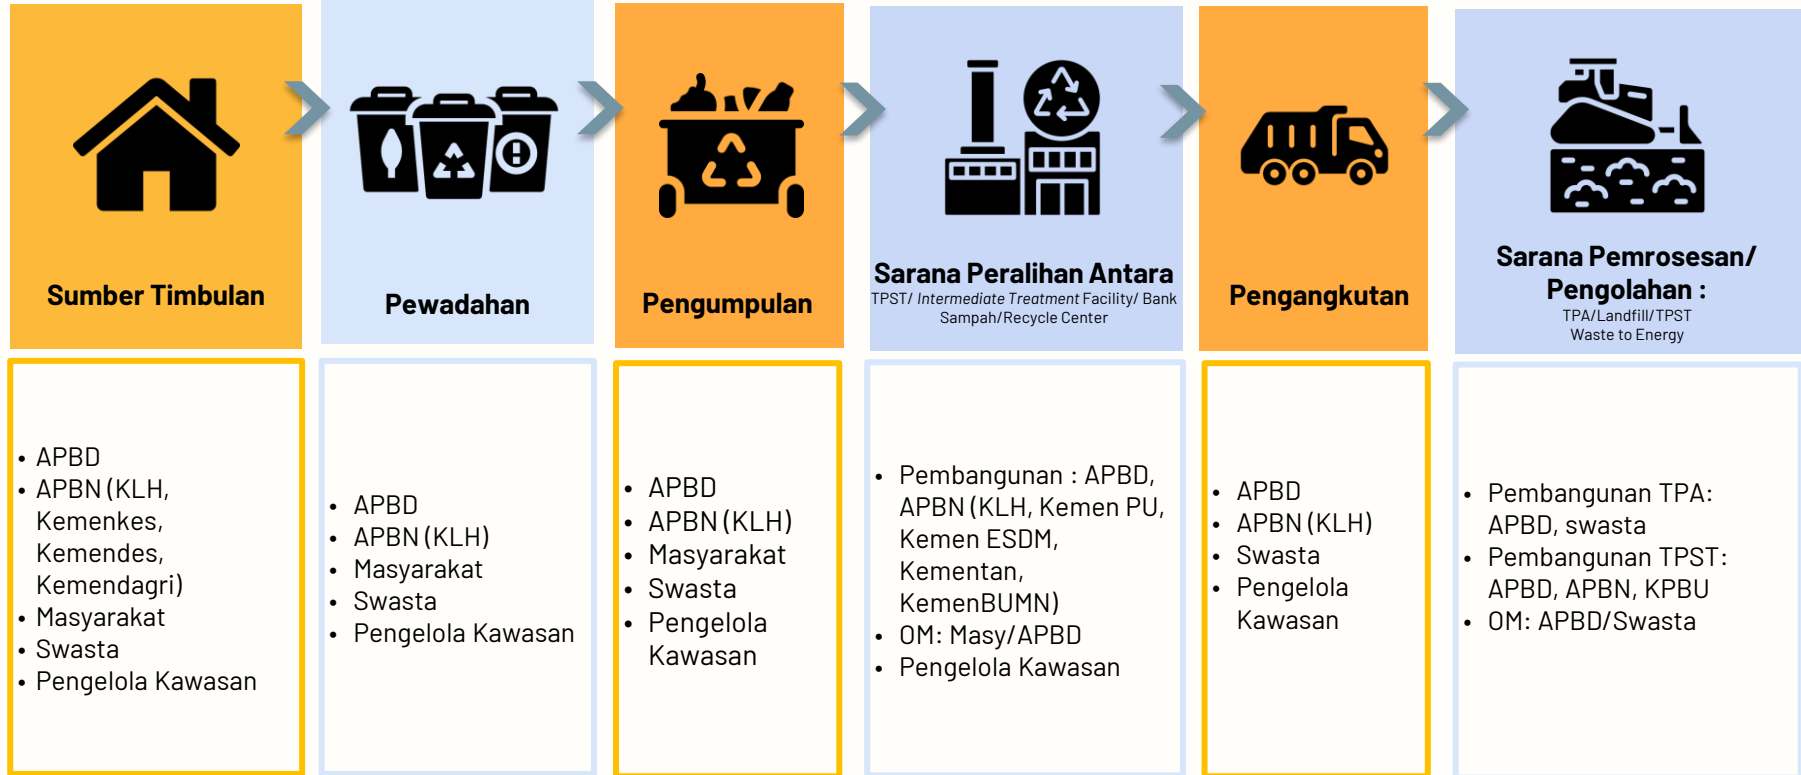 Sumber Timbulan
Pewadahan
Pengumpulan
Sarana Peralihan Antara
TPST/ Intermediate Treatment Facility/ Bank
Sampah/Recycle Center
Pengangkutan
Sarana Pemrosesan/
Pengolahan :
TPA/Landfill/TPST
Waste to Energy
• APBD
• APBN (KLH,
Kemenkes,
Kemendes,
Kemendagri)
• Masyarakat
• Swasta
• Pengelola Kawasan
• APBD
• APBN (KLH)
• Masyarakat
• Swasta
• Pengelola Kawasan
• APBD
• APBN (KLH)
• Masyarakat
• Swasta
• Pengelola
Kawasan
• Pembangunan : APBD,
APBN (KLH, Kemen PU,
Kemen ESDM,
Kementan,
KemenBUMN)
• OM: Masy/APBD
• Pengelola Kawasan
• APBD
• APBN (KLH)
• Swasta
• Pengelola
Kawasan
• Pembangunan TPA:
APBD, swasta
• Pembangunan TPST:
APBD, APBN, KPBU
• OM: APBD/Swasta